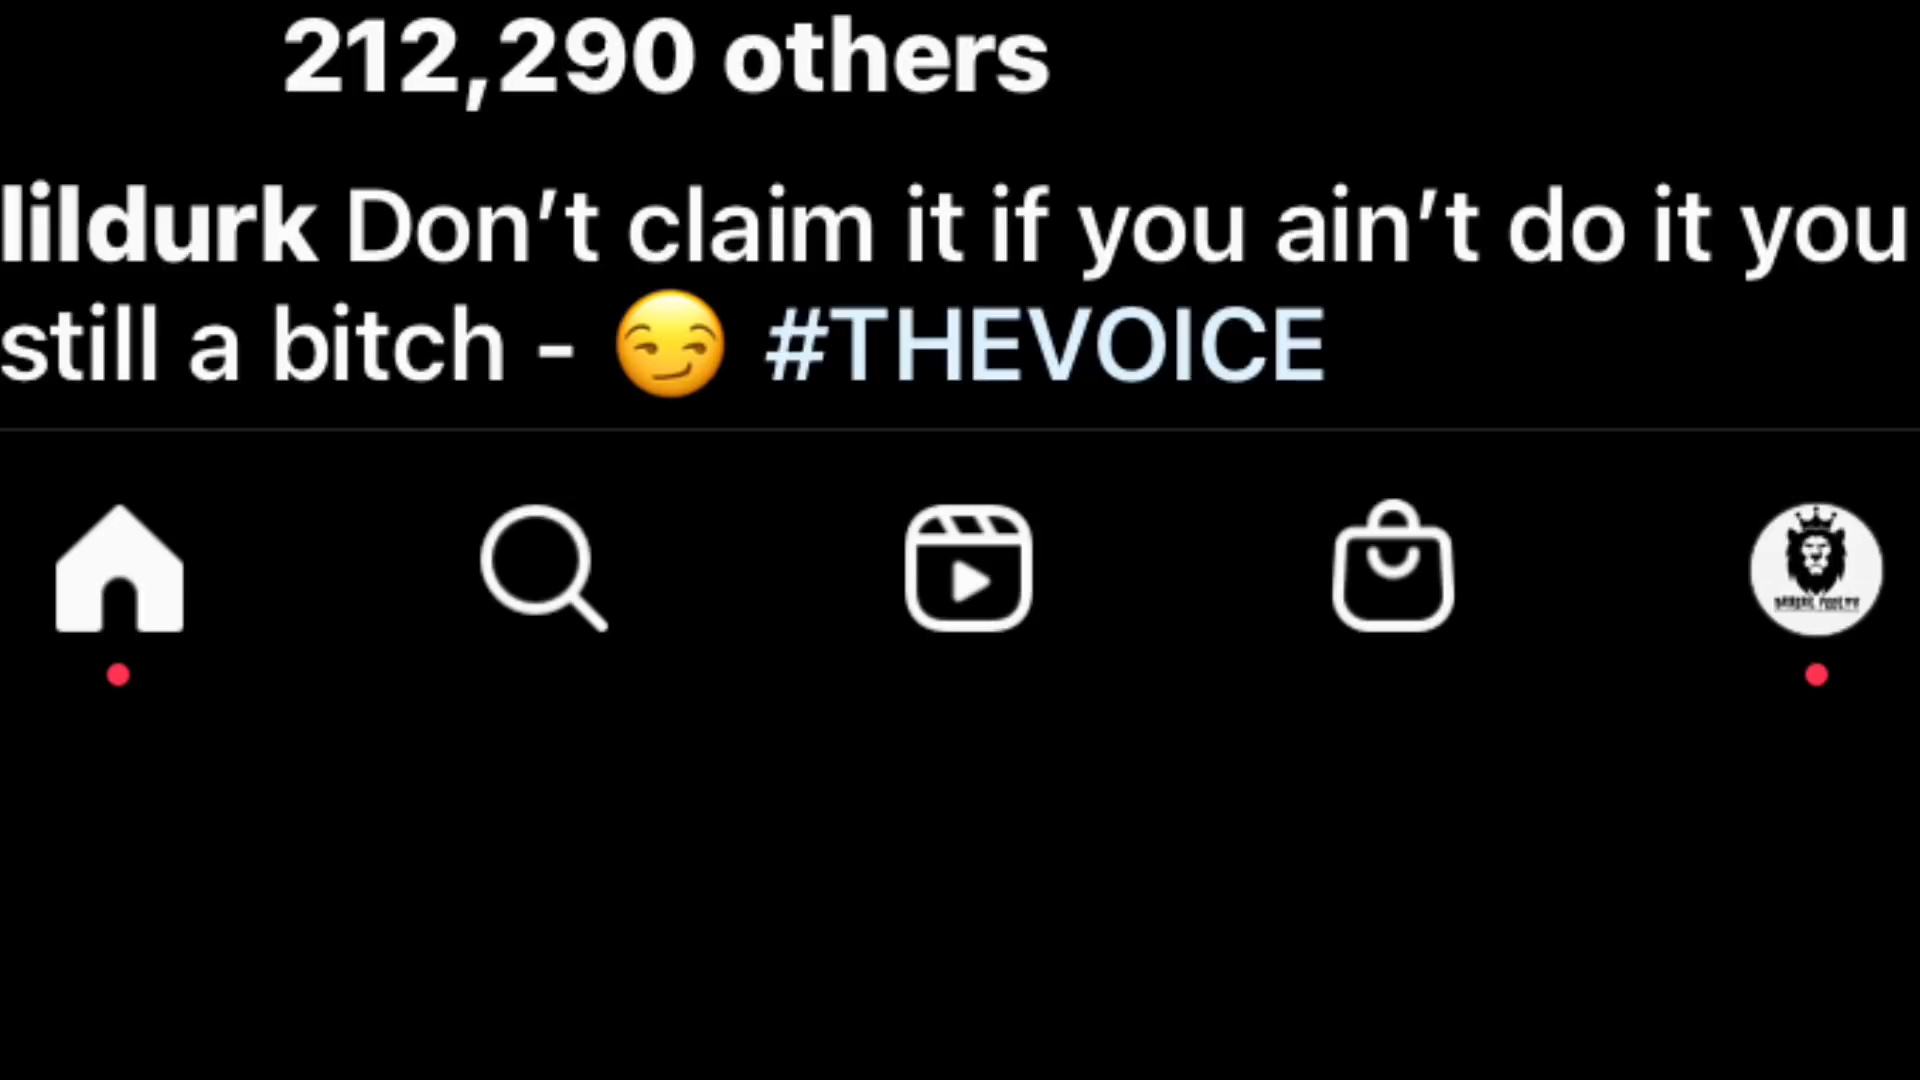 212,290 others
lildurk Don’t claim it if you ain’t do it you
still a bitch - 😏 #THEVOICE